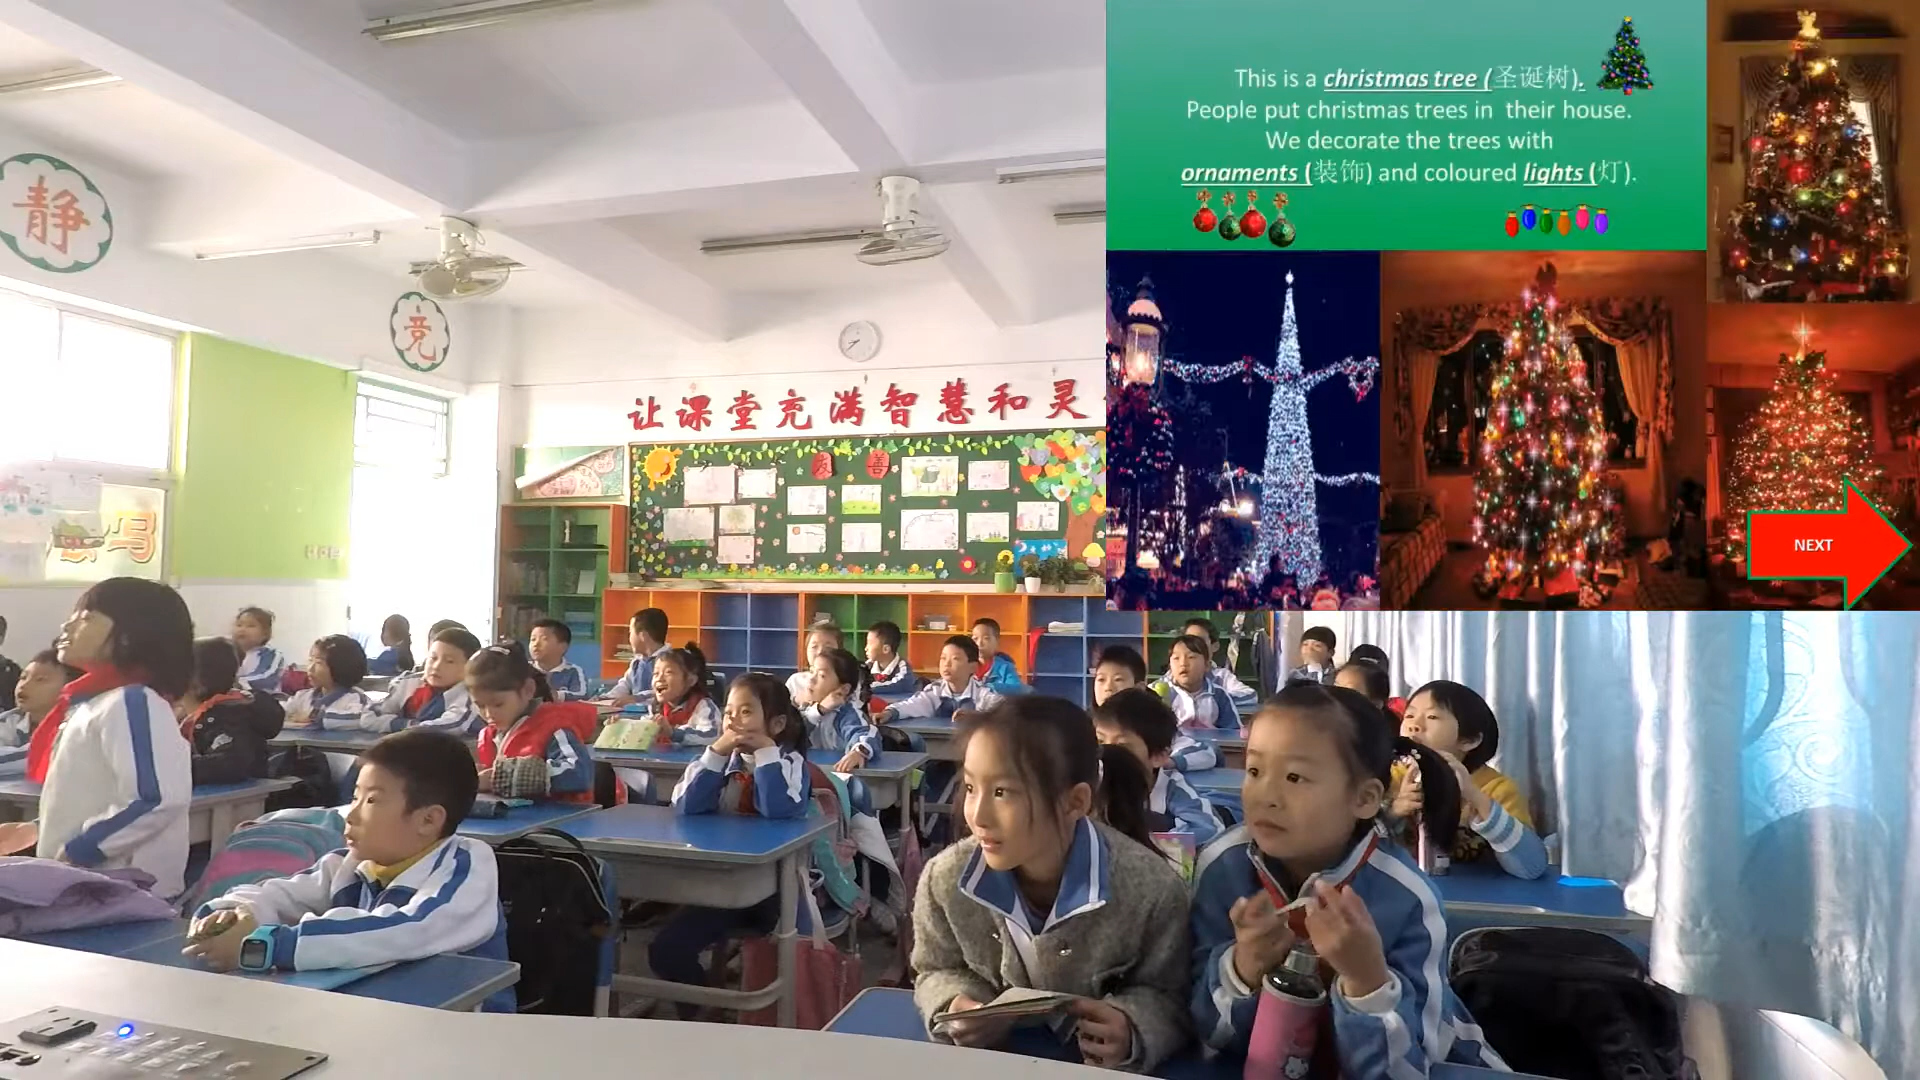 This is a christmas tree (圣诞树).
People put christmas trees in their house.
We decorate the trees with
ornaments (装饰) and coloured lights (灯).
NEXT
静
竞
让课堂充满智慧和灵
友善